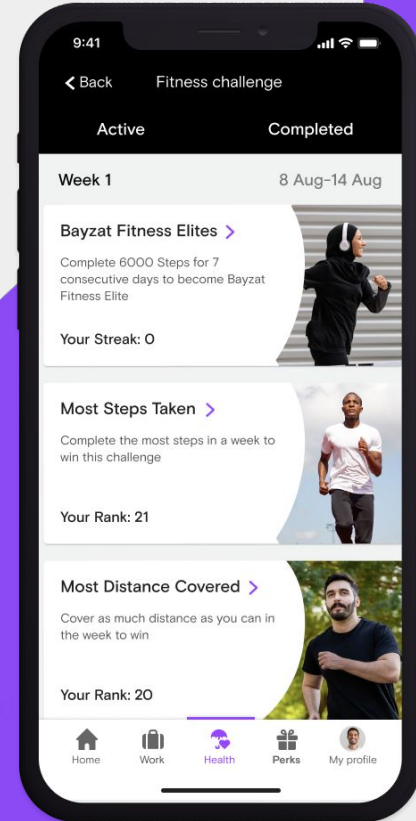 9:41
Back Fitness challenge
Active Completed
Week 1 8 Aug-14 Aug
Bayzat Fitness Elites
Complete 6000 Steps for 7
consecutive days to become Bayzat
Fitness Elite
Your Streak: 0
Most Steps Taken
Complete the most steps in a week to
win this challenge
Your Rank: 21
Most Distance Covered
Cover as much distance as you can in
the week to win
Your Rank: 20
Home Work Health Perks My profile